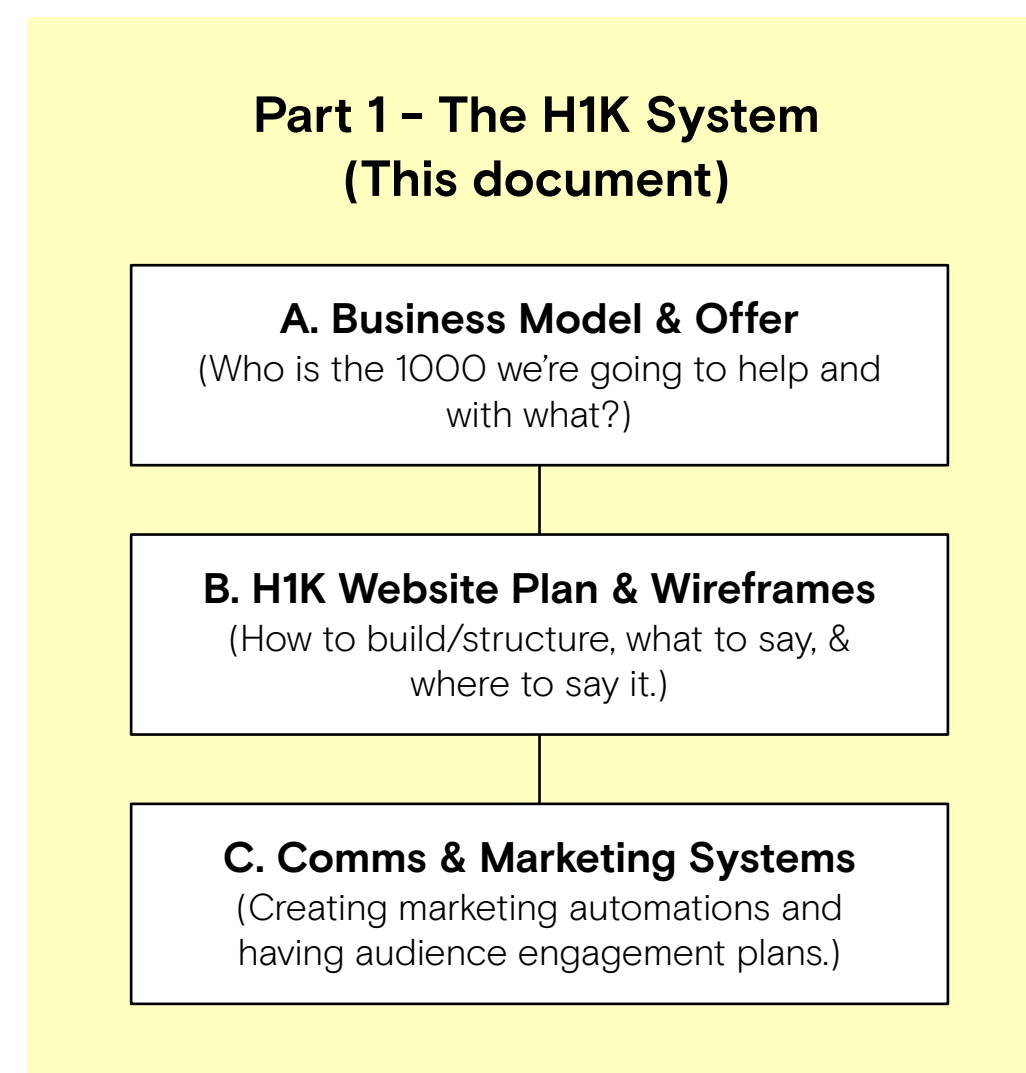 Part 1 – The H1K System
(This document)
A. Business Model & Offer
(Who is the 1000 we’re going to help and
with what?)
B. H1K Website Plan & Wireframes
(How to build/structure, what to say, &
where to say it.)
C. Comms & Marketing Systems
(Creating marketing automations and
having audience engagement plans.)